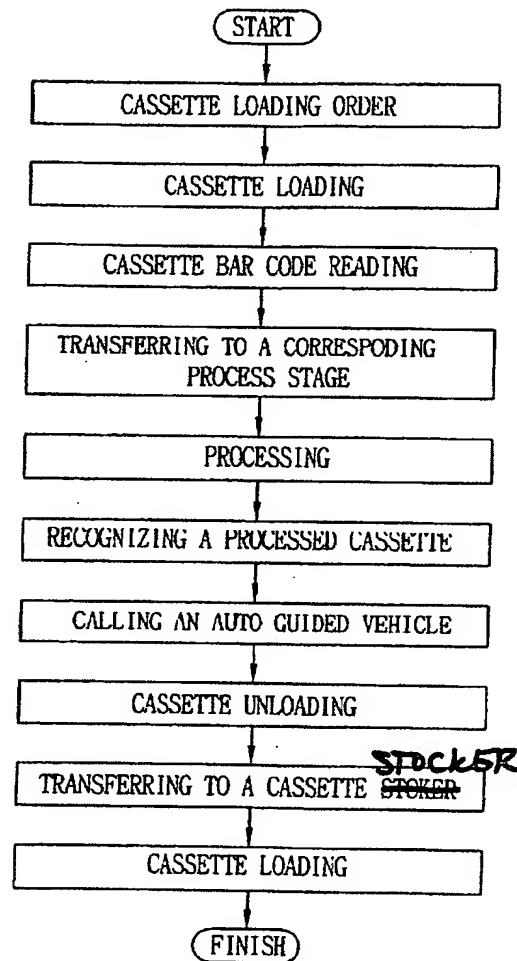 START
CASSETTE LOADING ORDER
CASSETTE LOADING
CASSETTE BAR CODE READING
TRANSFERRING TO A CORRESPODING
PROCESS STAGE
PROCESSING
RECOGNIZING A PROCESSED CASSETTE
CALLING AN AUTO GUIDED VEHICLE
CASSETTE UNLOADING
STOCKER
TRANSFERRING TO A CASSETTE STOKER
CASSETTE LOADING
FINISH